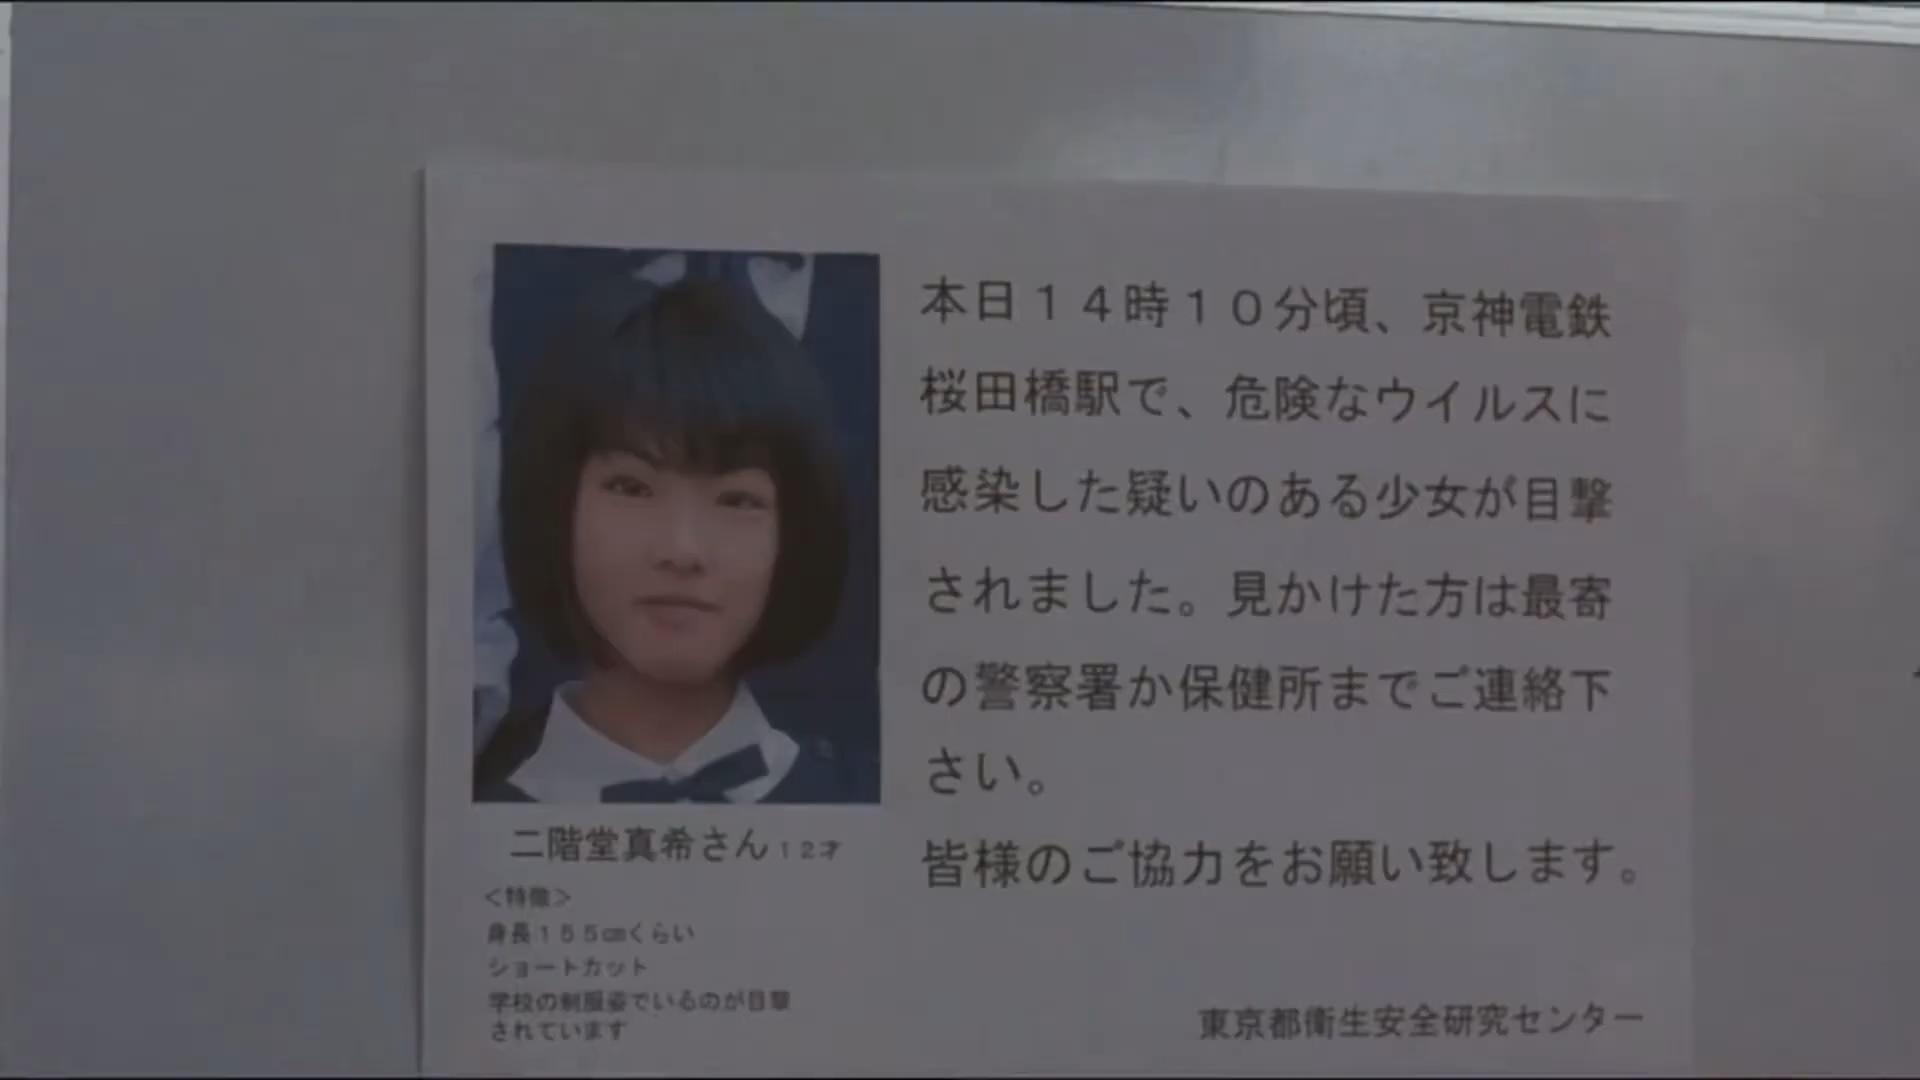 本日１４時１０分頃、京神電鉄
桜田橋駅で、危険なウイルスに
感染した疑いのある少女が目撃
されました。見かけた方は最寄
の警察署か保健所までご連絡下
さい。
皆様のご協力をお願い致します。
東京都衛生安全研究センター
二階堂真希さん １２才
＜特徴＞
身長１５５㎝くらい
ショートカット
学校の制服姿でいるのが目撃
されています